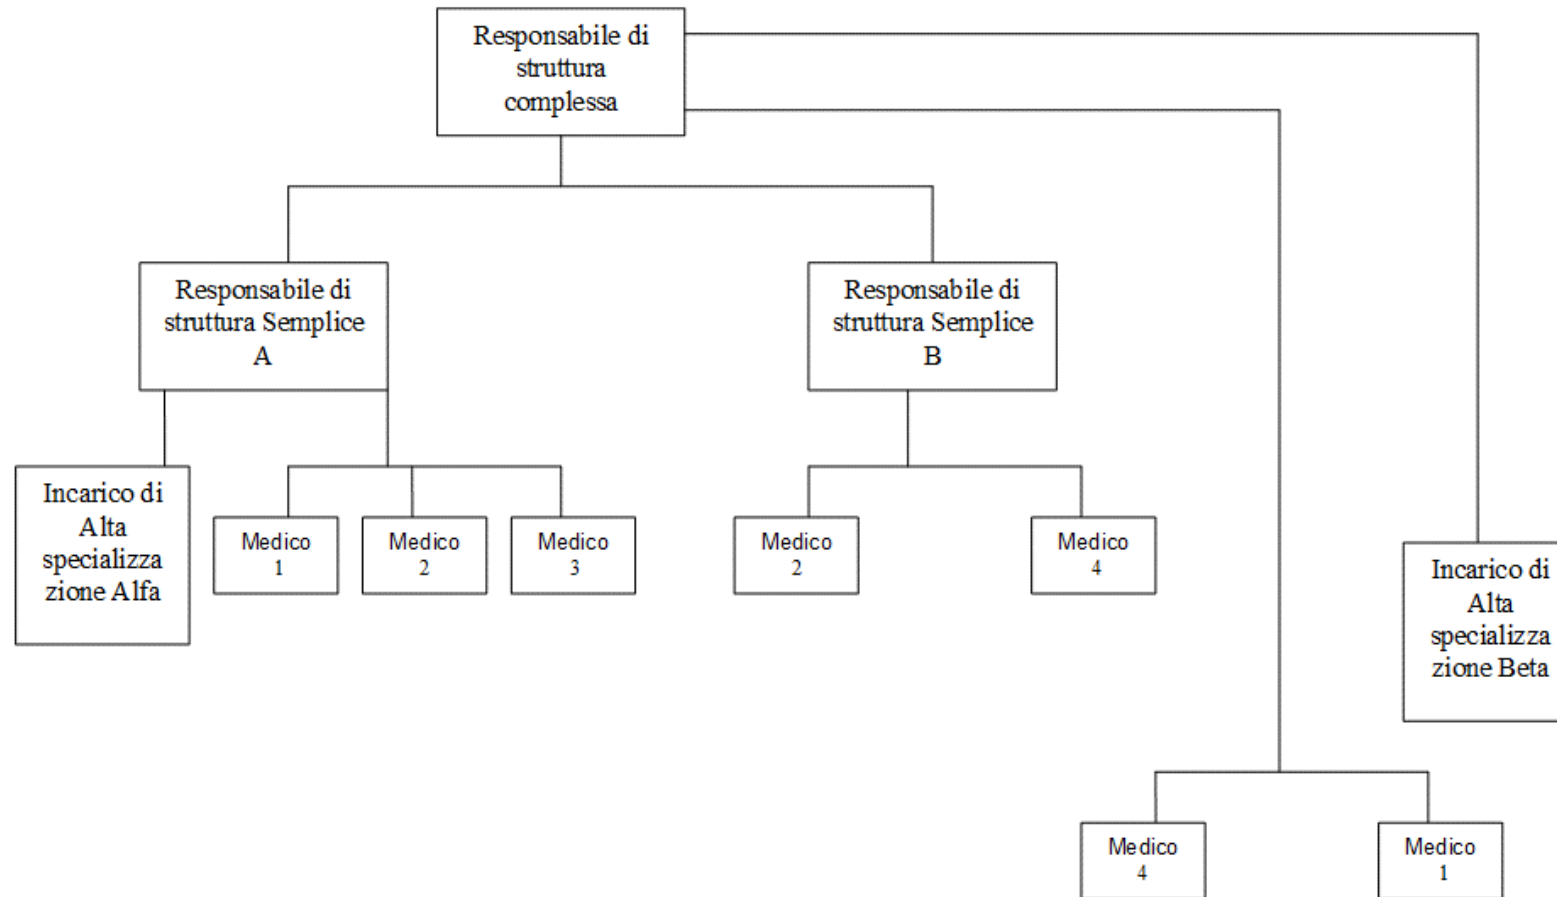 Responsabile di
struttura
complessa
Responsabile di
struttura Semplice
A
Responsabile di
struttura Semplice
B
Incarico di
Alta
specializza
zione Alfa
Medico
1
Medico
2
Medico
3
Medico
2
Medico
4
Incarico di
Alta
specializza
zione Beta
Medico
4
Medico
1